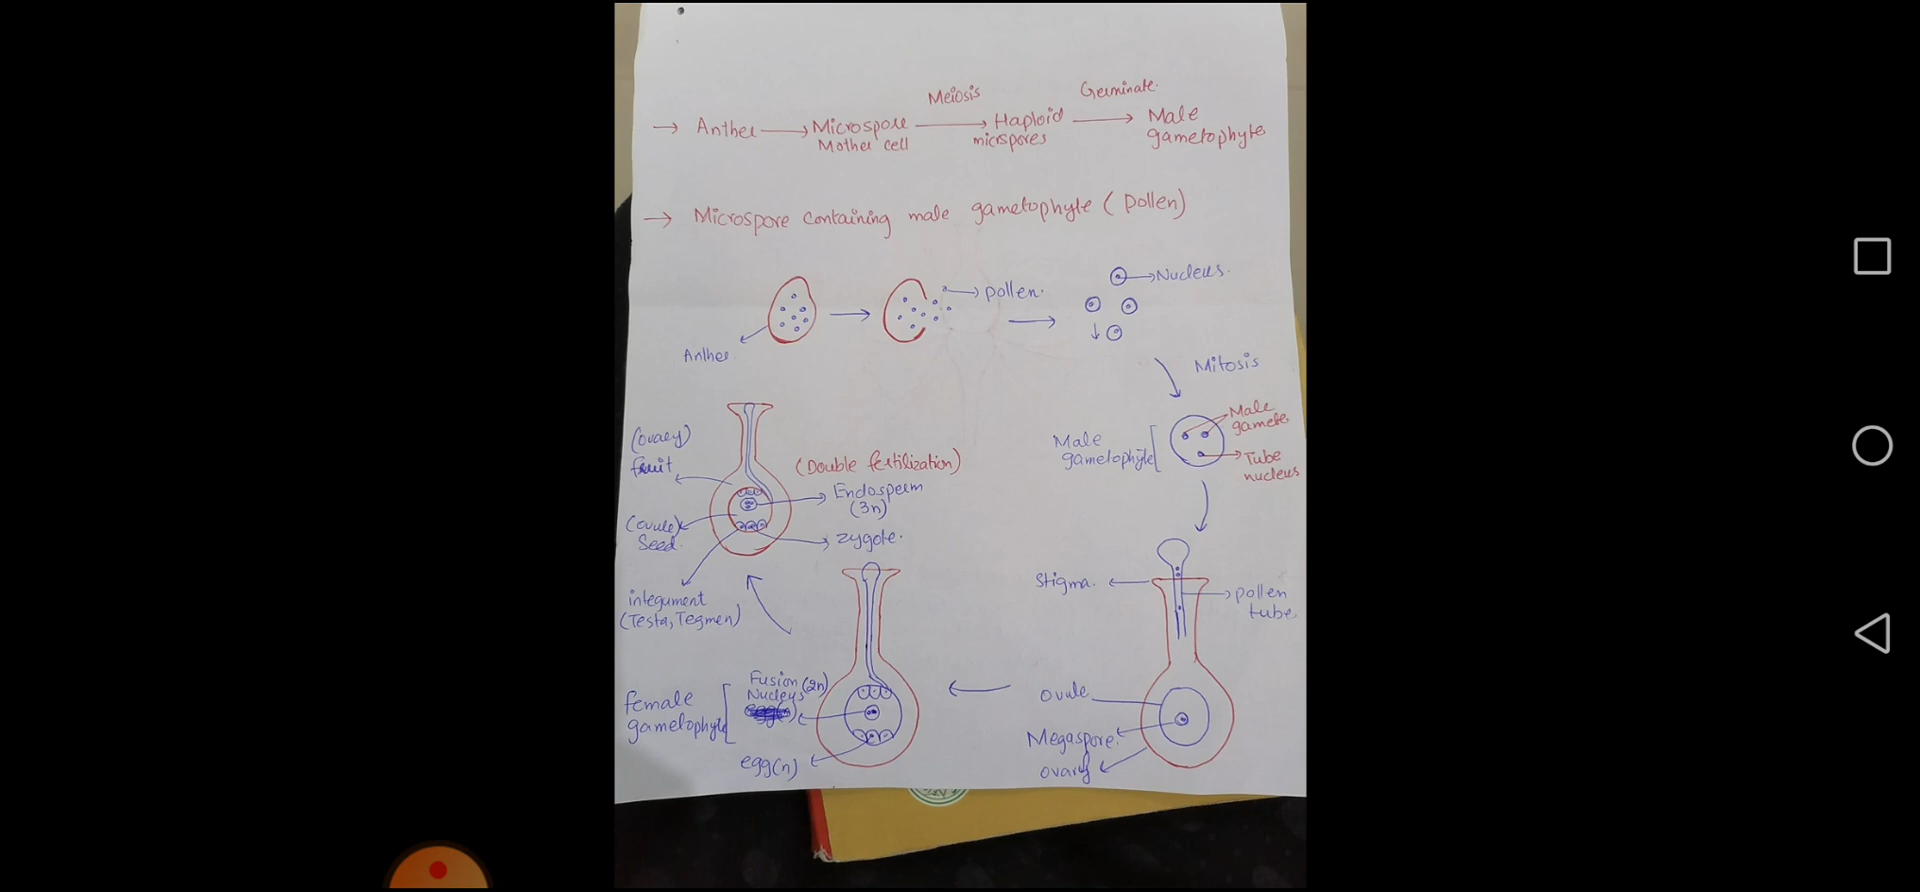 Meiosis
Germinate.
→ Anther → Microspore → Haploid → Male
Mother cell
micrspores
gametophyte
→ Microspore containing male gametophyte (pollen)
Nucleus.
pollen.
Anther.
Mitosis
Male
gamete
Male
gametophyte
Tube
nucleus
(ovary)
fruit
(Double fertilization)
Endosperm
(3n)
(ovule)
Seed.
zygote.
integument
(Testa, Tegmen)
Stigma.
pollen
tube
Fusion (2n)
Nucleus
female
gametophyte
egg(n)
ovule
Megaspore.
ovary